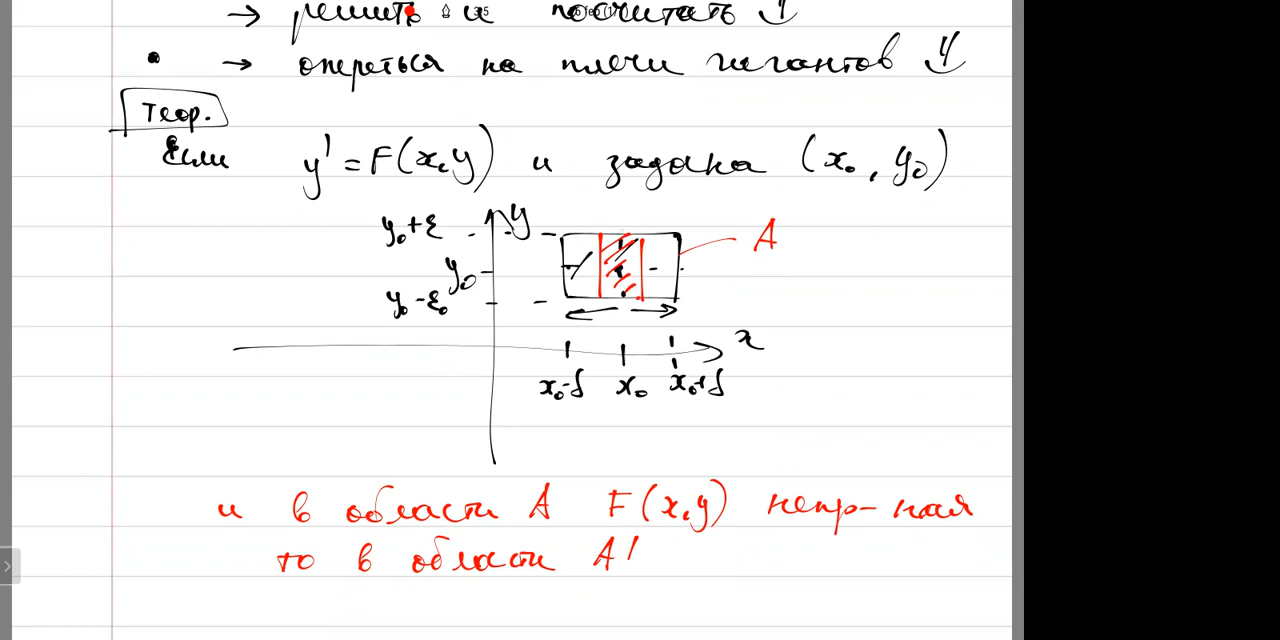 → решить и посчитать
• → опереться на плечи гигантов
Теор.
Если y' = F(x,y) и задана (x₀, y₀)
y₀+ε y A
y₀
y₀-ε₀
x
x₀-δ x₀ x₀+δ
и в области A F(x,y) непр-ная
то в области A'